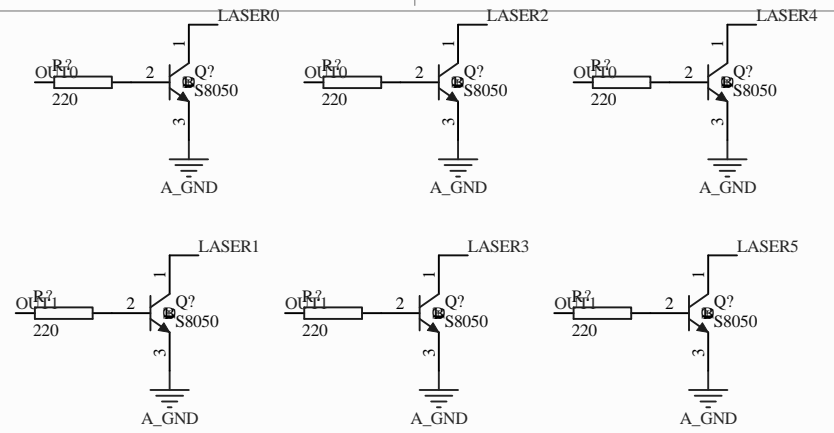 LASER0
1
R?
OUT0
2
Q?
S8050
220
3
A_GND
LASER2
1
R?
OUT0
2
Q?
S8050
220
3
A_GND
LASER4
1
R?
OUT0
2
Q?
S8050
220
3
A_GND
LASER1
1
R?
OUT1
2
Q?
S8050
220
3
A_GND
LASER3
1
R?
OUT1
2
Q?
S8050
220
3
A_GND
LASER5
1
R?
OUT1
2
Q?
S8050
220
3
A_GND